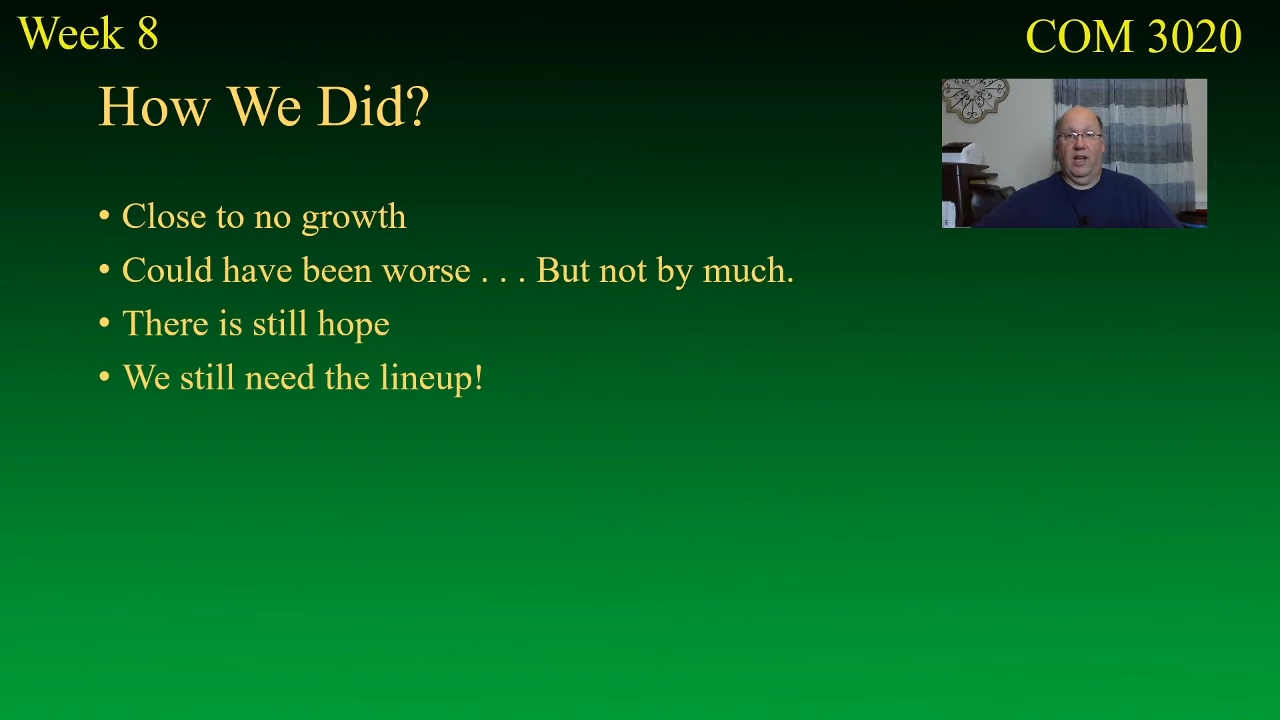 Week 8
COM 3020
How We Did?
• Close to no growth
• Could have been worse . . . But not by much.
• There is still hope
• We still need the lineup!